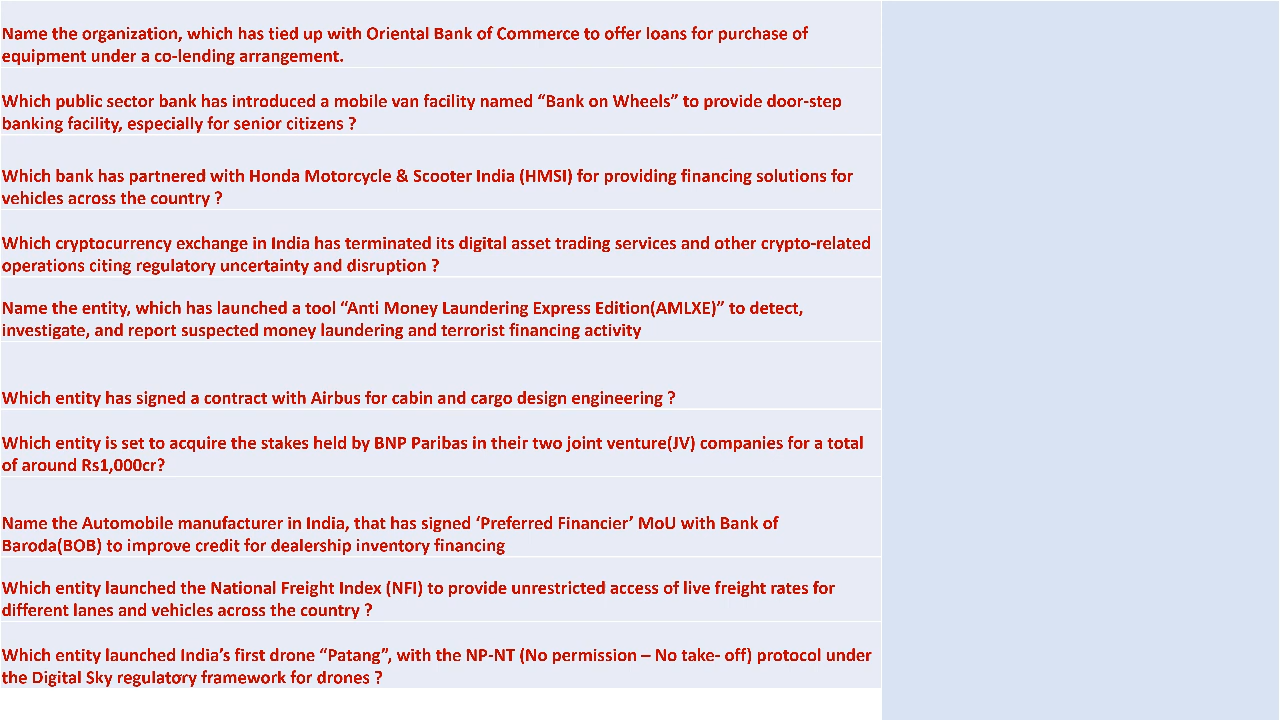 Name the organization, which has tied up with Oriental Bank of Commerce to offer loans for purchase of
equipment under a co-lending arrangement.
Which public sector bank has introduced a mobile van facility named “Bank on Wheels” to provide door-step
banking facility, especially for senior citizens ?
Which bank has partnered with Honda Motorcycle & Scooter India (HMSI) for providing financing solutions for
vehicles across the country ?
Which cryptocurrency exchange in India has terminated its digital asset trading services and other crypto-related
operations citing regulatory uncertainty and disruption ?
Name the entity, which has launched a tool “Anti Money Laundering Express Edition(AMLXE)” to detect,
investigate, and report suspected money laundering and terrorist financing activity
Which entity has signed a contract with Airbus for cabin and cargo design engineering ?
Which entity is set to acquire the stakes held by BNP Paribas in their two joint venture(JV) companies for a total
of around Rs1,000cr?
Name the Automobile manufacturer in India, that has signed ‘Preferred Financier’ MoU with Bank of
Baroda(BOB) to improve credit for dealership inventory financing
Which entity launched the National Freight Index (NFI) to provide unrestricted access of live freight rates for
different lanes and vehicles across the country ?
Which entity launched India’s first drone “Patang”, with the NP-NT (No permission – No take- off) protocol under
the Digital Sky regulatory framework for drones ?